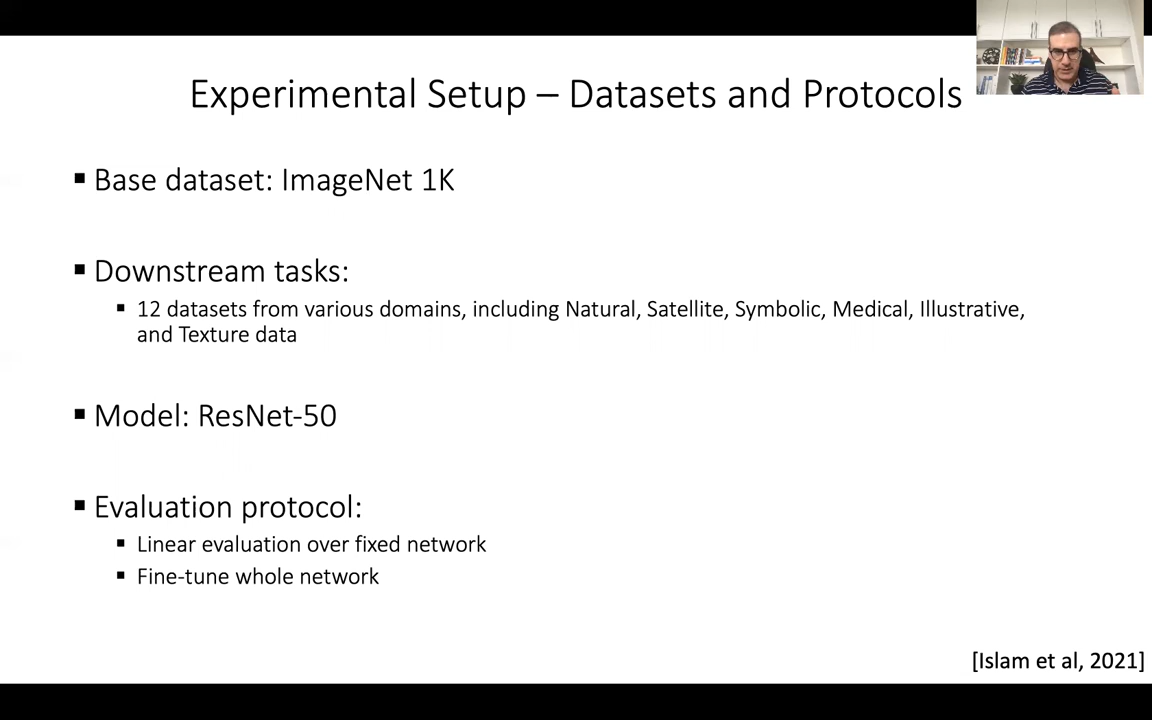 Experimental Setup – Datasets and Protocols
▪ Base dataset: ImageNet 1K
▪ Downstream tasks:
▪ 12 datasets from various domains, including Natural, Satellite, Symbolic, Medical, Illustrative,
and Texture data
▪ Model: ResNet-50
▪ Evaluation protocol:
▪ Linear evaluation over fixed network
▪ Fine-tune whole network
[Islam et al, 2021]